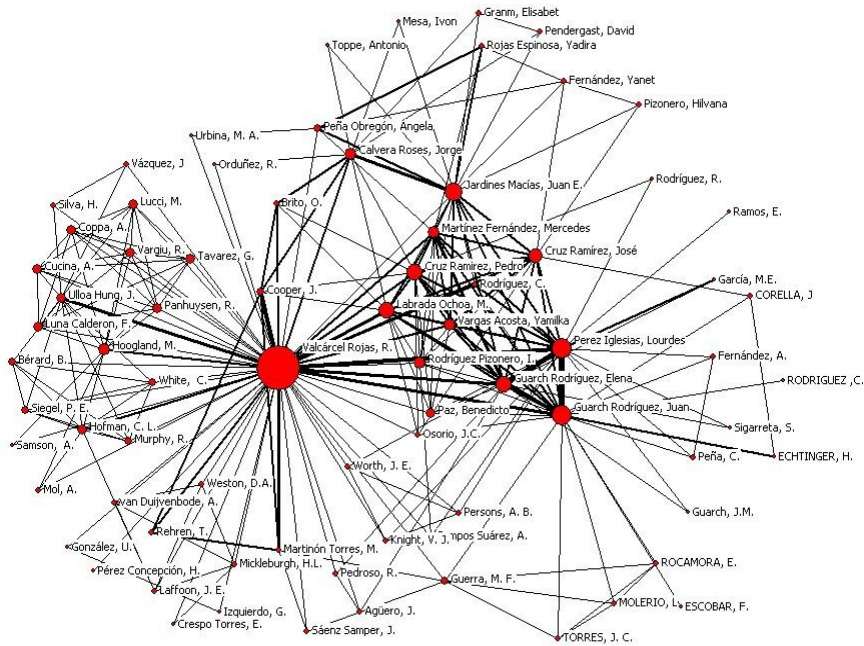 Granm, Elisabet
Mesa, Ivon
Pendergast, David
Toppe, Antonio
Rojas Espinosa, Yadira
Fernández, Yanet
Pizonero, Hilvana
Peña Obregón, Ángela
Urbina, M. A.
Calvera Roses, Jorge
Vázquez, J
Orduñez, R.
Rodríguez, R.
Jardines Macías, Juan E.
Silva, H.
Lucci, M.
Brito, O.
Ramos, E.
Coppa, A.
Martínez Fernández, Mercedes
Vargiu, R.
Tavarez, G.
Cruz Ramírez, José
Cucina, A.
Cruz Ramirez, Pedro
García, M.E.
Rodríguez, C.
Cooper, J.
CORELLA, J
Ulloa Hung, J.
Panhuysen, R.
Labrada Ochoa, M.
Luna Calderon, F.
Vargas Acosta, Yamilka
Hoogland, M.
Valcárcel Rojas, R.
Perez Iglesias, Lourdes
Bérard, B.
Rodríguez Pizonero, I.
Fernández, A.
White, C.
Guarch Rodríguez, Elena
RODRIGUEZ ,C.
Siegel, P. E.
Paz, Benedicto
Guarch Rodríguez, Juan
Hofman, C. L.
Sigarreta, S.
Samson, A.
Murphy, R.
Osorio, J.C.
Peña, C.
ECHTINGER, H.
Worth, J. E.
Mol, A.
Weston, D.A.
van Duijvenbode, A.
Persons, A. B.
Guarch, J.M.
Rehren, T.
Knight, V. J.
mpos Suárez, A.
González, U.
Martinón Torres, M.
Mickleburgh, H.L.
ROCAMORA, E.
Pérez Concepción, H.
Pedroso, R.
Guerra, M. F.
Laffoon, J. E.
MOLERIO, L.
ESCOBAR, F.
Izquierdo, G.
Agüero, J.
Crespo Torres, E.
Sáenz Samper, J.
TORRES, J. C.